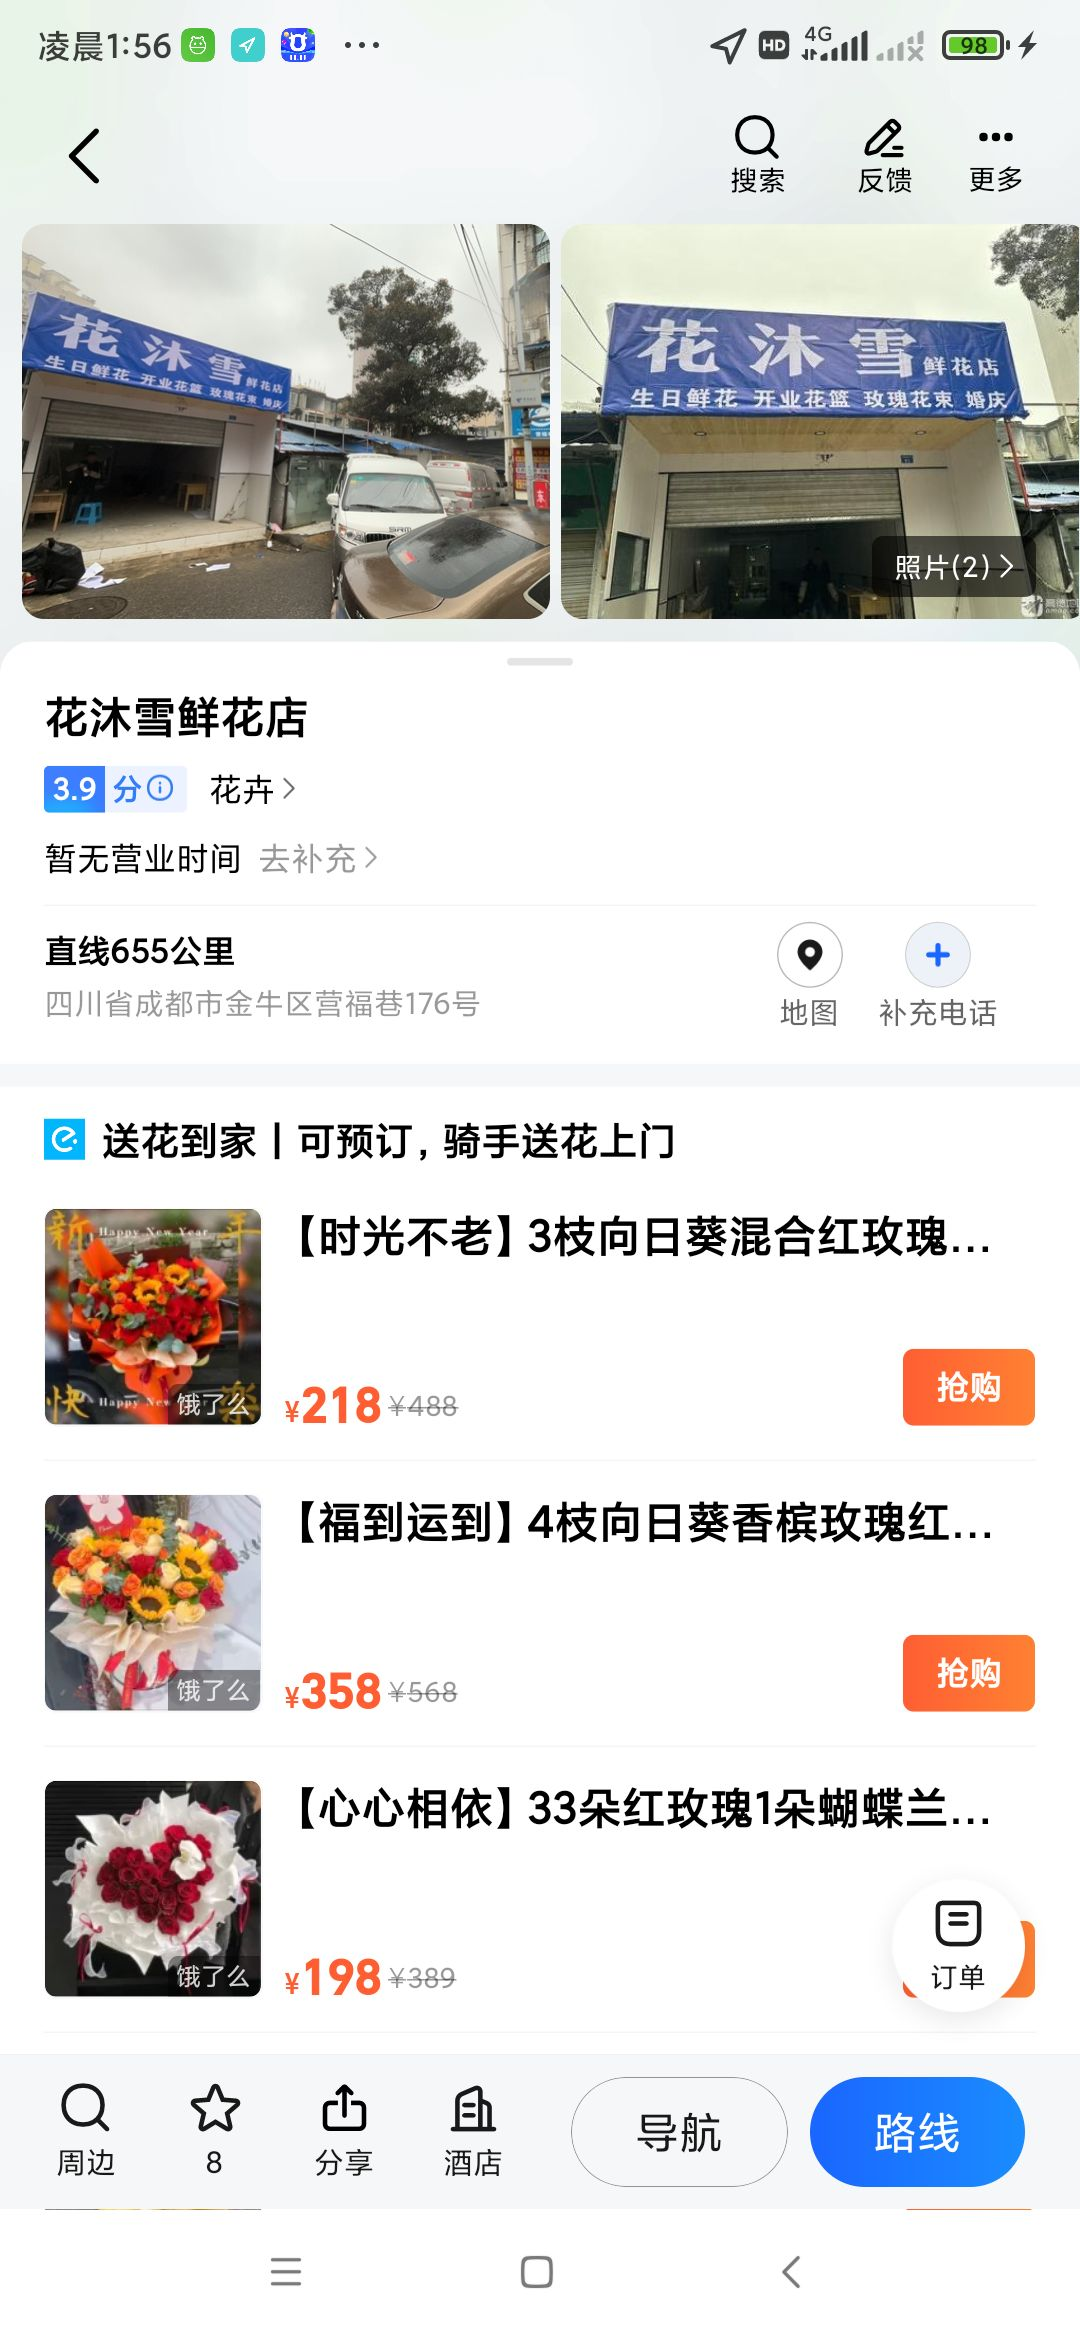 凌晨1:56
HD 4G 98
搜索 反馈 更多
花沐雪鲜花店
生日鲜花 开业花篮 玫瑰花束 婚庆
花沐雪鲜花店
生日鲜花 开业花篮 玫瑰花束 婚庆
照片(2)
花沐雪鲜花店
3.9分 花卉
暂无营业时间 去补充
直线655公里
四川省成都市金牛区营福巷176号
地图 补充电话
送花到家 | 可预订，骑手送花上门
新年
Happy New Year
快乐
Happy New
饿了么
【时光不老】3枝向日葵混合红玫瑰...
¥218 ¥488
抢购
饿了么
【福到运到】4枝向日葵香槟玫瑰红...
¥358 ¥568
抢购
饿了么
【心心相依】33朵红玫瑰1朵蝴蝶兰...
¥198 ¥389
订单
周边 8 分享 酒店 导航 路线